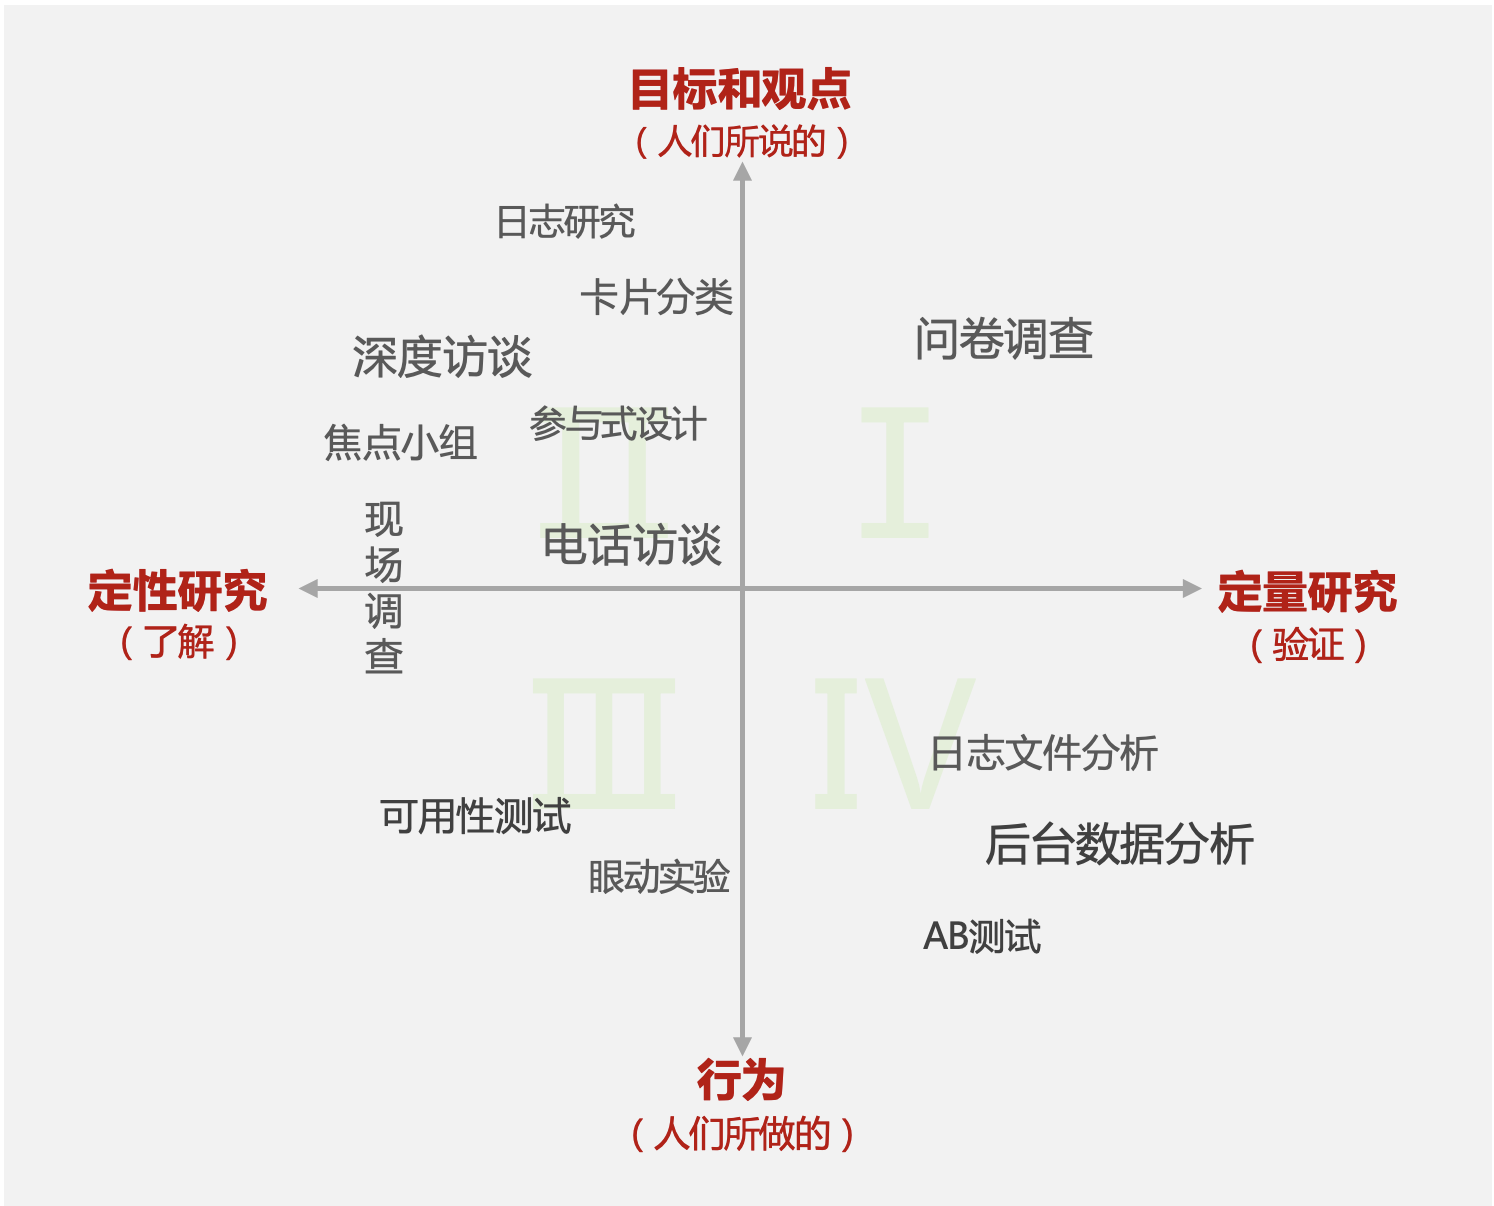 目标和观点
（人们所说的）
日志研究
卡片分类
问卷调查
深度访谈
参与式设计
焦点小组
II
I
现场调查
电话访谈
定性研究
（了解）
定量研究
（验证）
III
IV
日志文件分析
可用性测试
后台数据分析
眼动实验
AB测试
行为
（人们所做的）